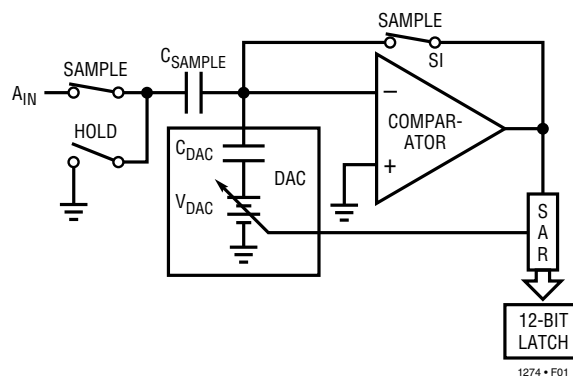 SAMPLE
SI
C_SAMPLE
SAMPLE
A_IN
HOLD
C_DAC
DAC
V_DAC
−
+
COMPAR-
ATOR
S
A
R
12-BIT
LATCH
1274 • F01